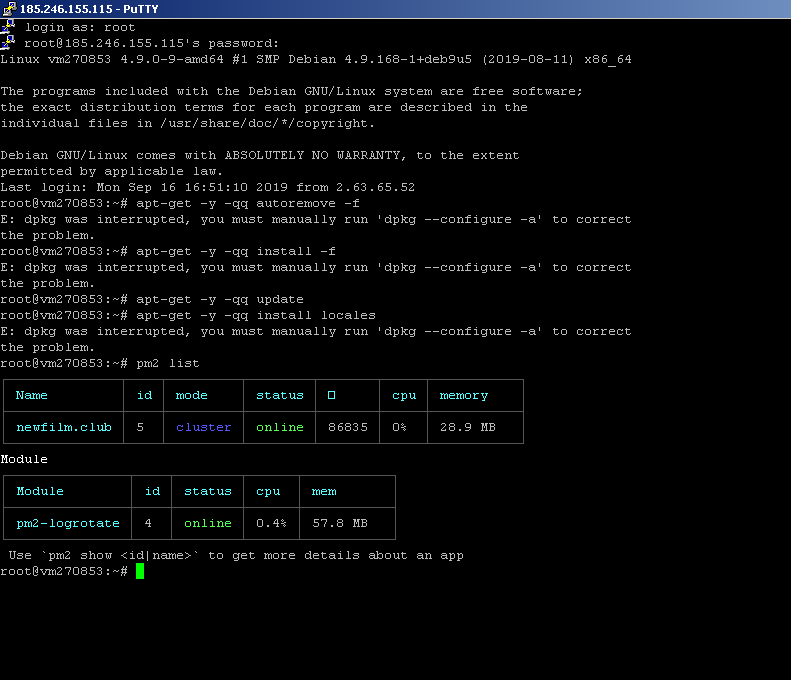 185.246.155.115 - PuTTY
login as: root
root@185.246.155.115's password:
Linux vm270853 4.9.0-9-amd64 #1 SMP Debian 4.9.168-1+deb9u5 (2019-08-11) x86_64
The programs included with the Debian GNU/Linux system are free software;
the exact distribution terms for each program are described in the
individual files in /usr/share/doc/*/copyright.
Debian GNU/Linux comes with ABSOLUTELY NO WARRANTY, to the extent
permitted by applicable law.
Last login: Mon Sep 16 16:51:10 2019 from 2.63.65.52
root@vm270853:~# apt-get -y -qq autoremove -f
E: dpkg was interrupted, you must manually run 'dpkg --configure -a' to correct
the problem.
root@vm270853:~# apt-get -y -qq install -f
E: dpkg was interrupted, you must manually run 'dpkg --configure -a' to correct
the problem.
root@vm270853:~# apt-get -y -qq update
root@vm270853:~# apt-get -y -qq install locales
E: dpkg was interrupted, you must manually run 'dpkg --configure -a' to correct
the problem.
root@vm270853:~# pm2 list
Name id mode status □ cpu memory
newfilm.club 5 cluster online 86835 0% 28.9 MB
Module
Module id status cpu mem
pm2-logrotate 4 online 0.4% 57.8 MB
Use `pm2 show <id|name>` to get more details about an app
root@vm270853:~#